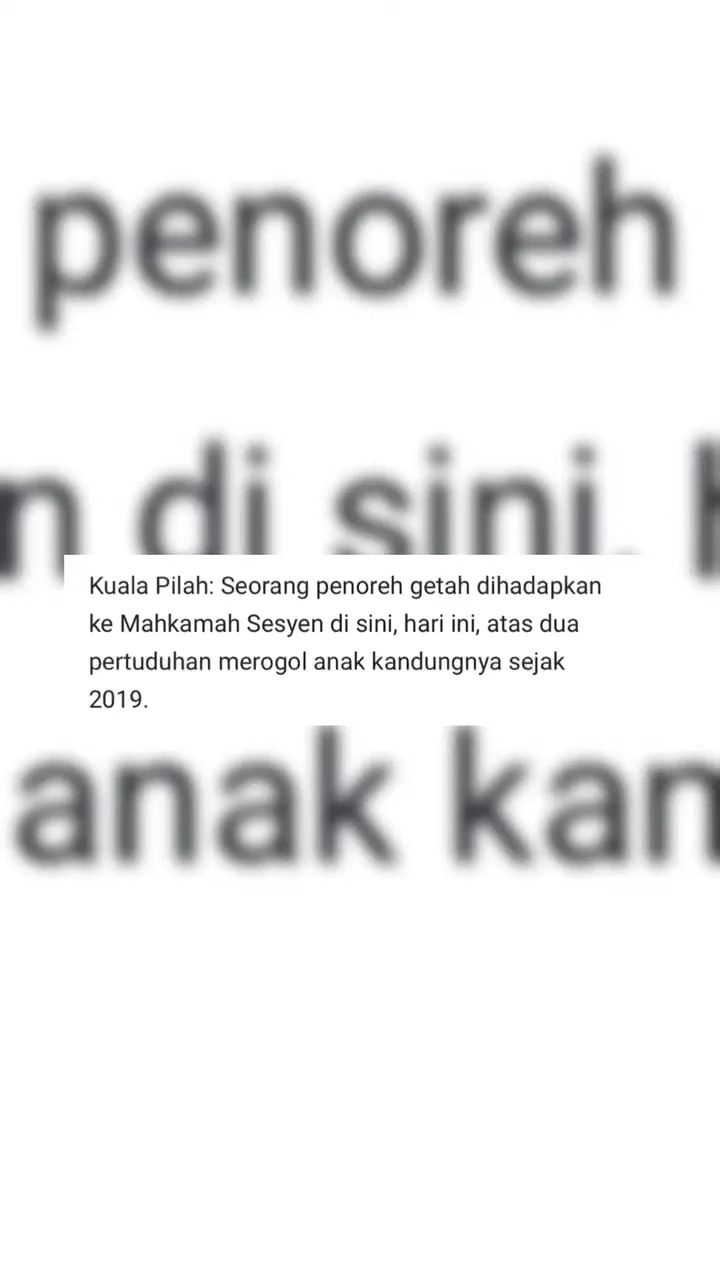 penoreh
n di sini, h
Kuala Pilah: Seorang penoreh getah dihadapkan
ke Mahkamah Sesyen di sini, hari ini, atas dua
pertuduhan merogol anak kandungnya sejak
2019.
anak kan